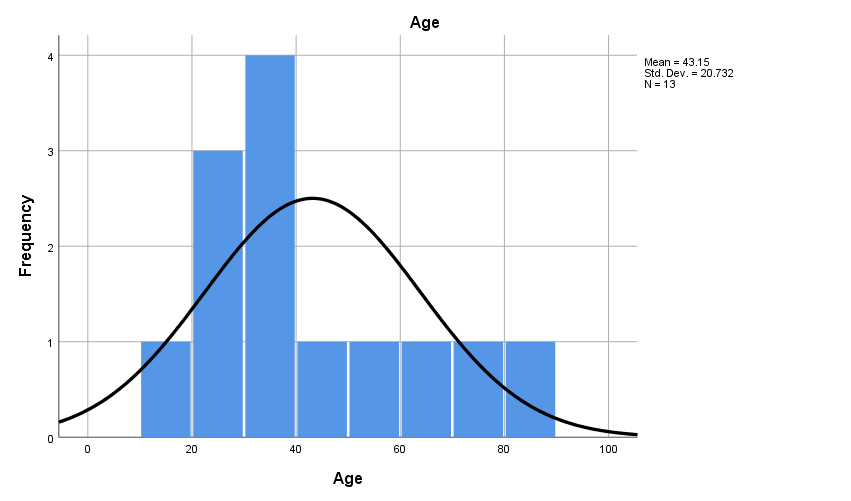 Age
Mean = 43.15
Std. Dev. = 20.732
N = 13
Frequency
4
3
2
1
0
0 20 40 60 80 100
Age